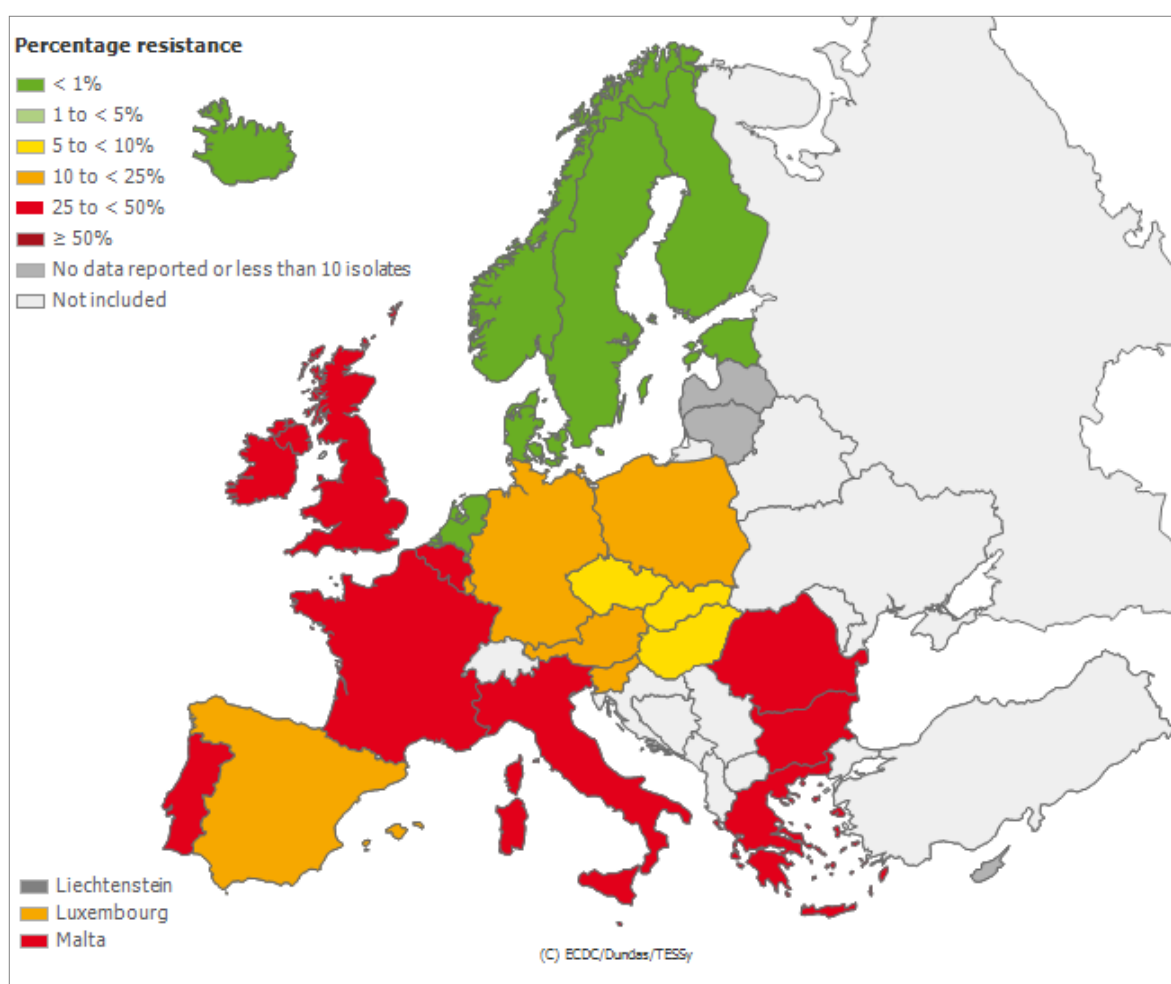 Percentage resistance
< 1%
1 to < 5%
5 to < 10%
10 to < 25%
25 to < 50%
≥ 50%
No data reported or less than 10 isolates
Not included
Liechtenstein
Luxembourg
Malta
(C) ECDC/Dundas/TESSy